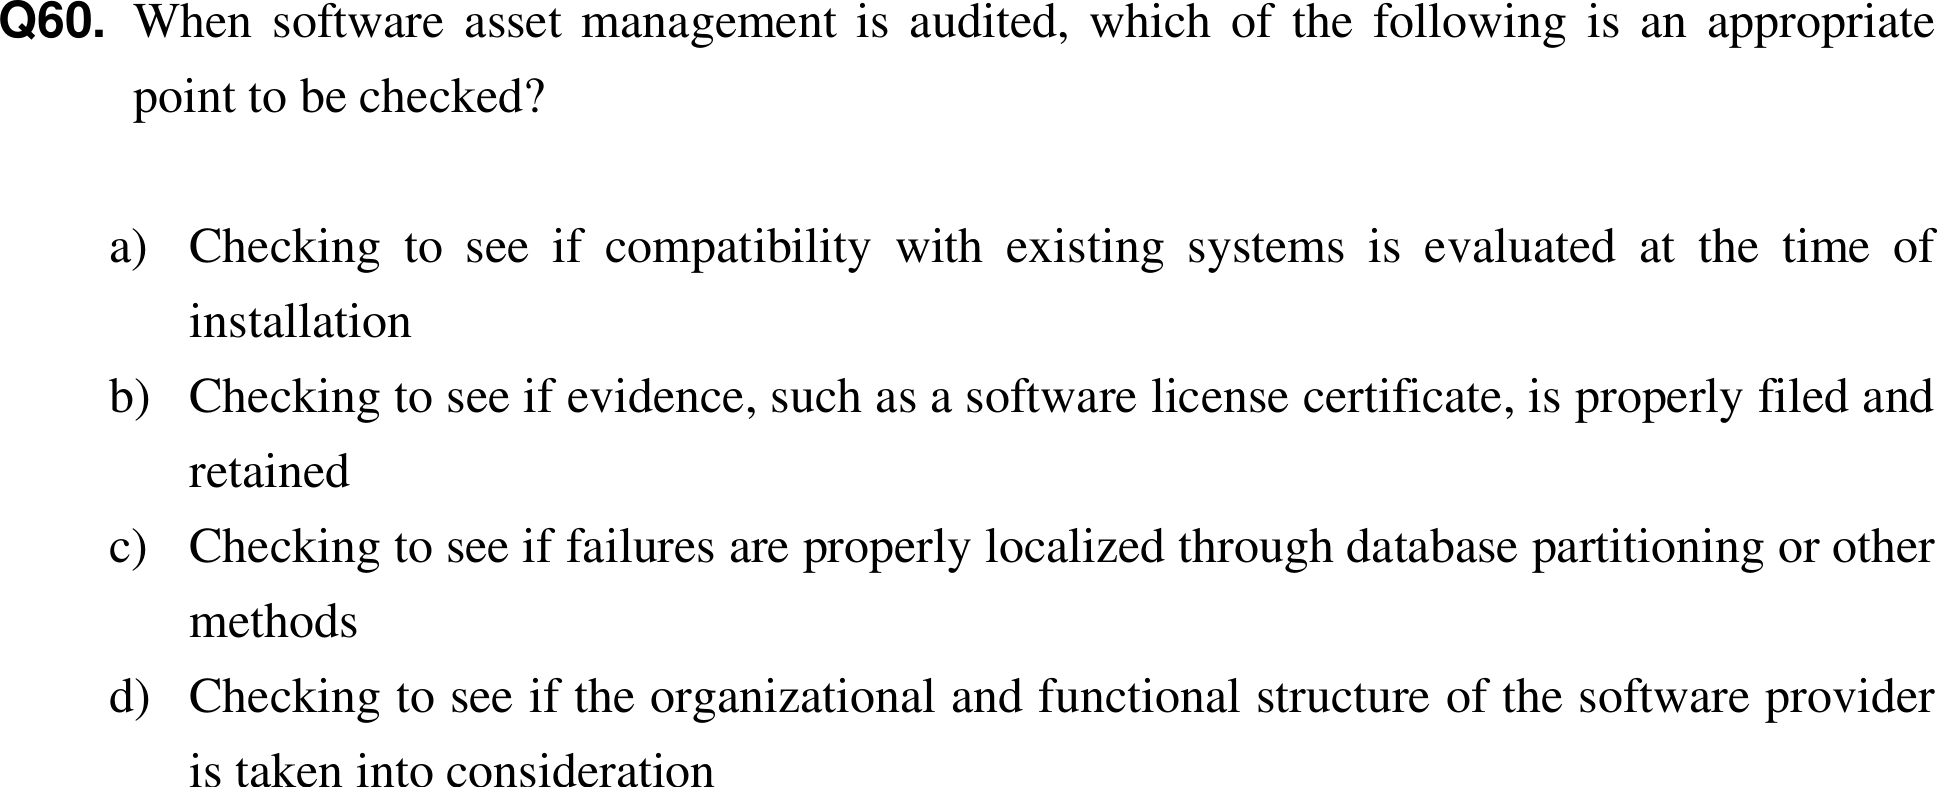 Q60. When software asset management is audited, which of the following is an appropriate
point to be checked?
a) Checking to see if compatibility with existing systems is evaluated at the time of
installation
b) Checking to see if evidence, such as a software license certificate, is properly filed and
retained
c) Checking to see if failures are properly localized through database partitioning or other
methods
d) Checking to see if the organizational and functional structure of the software provider
is taken into consideration